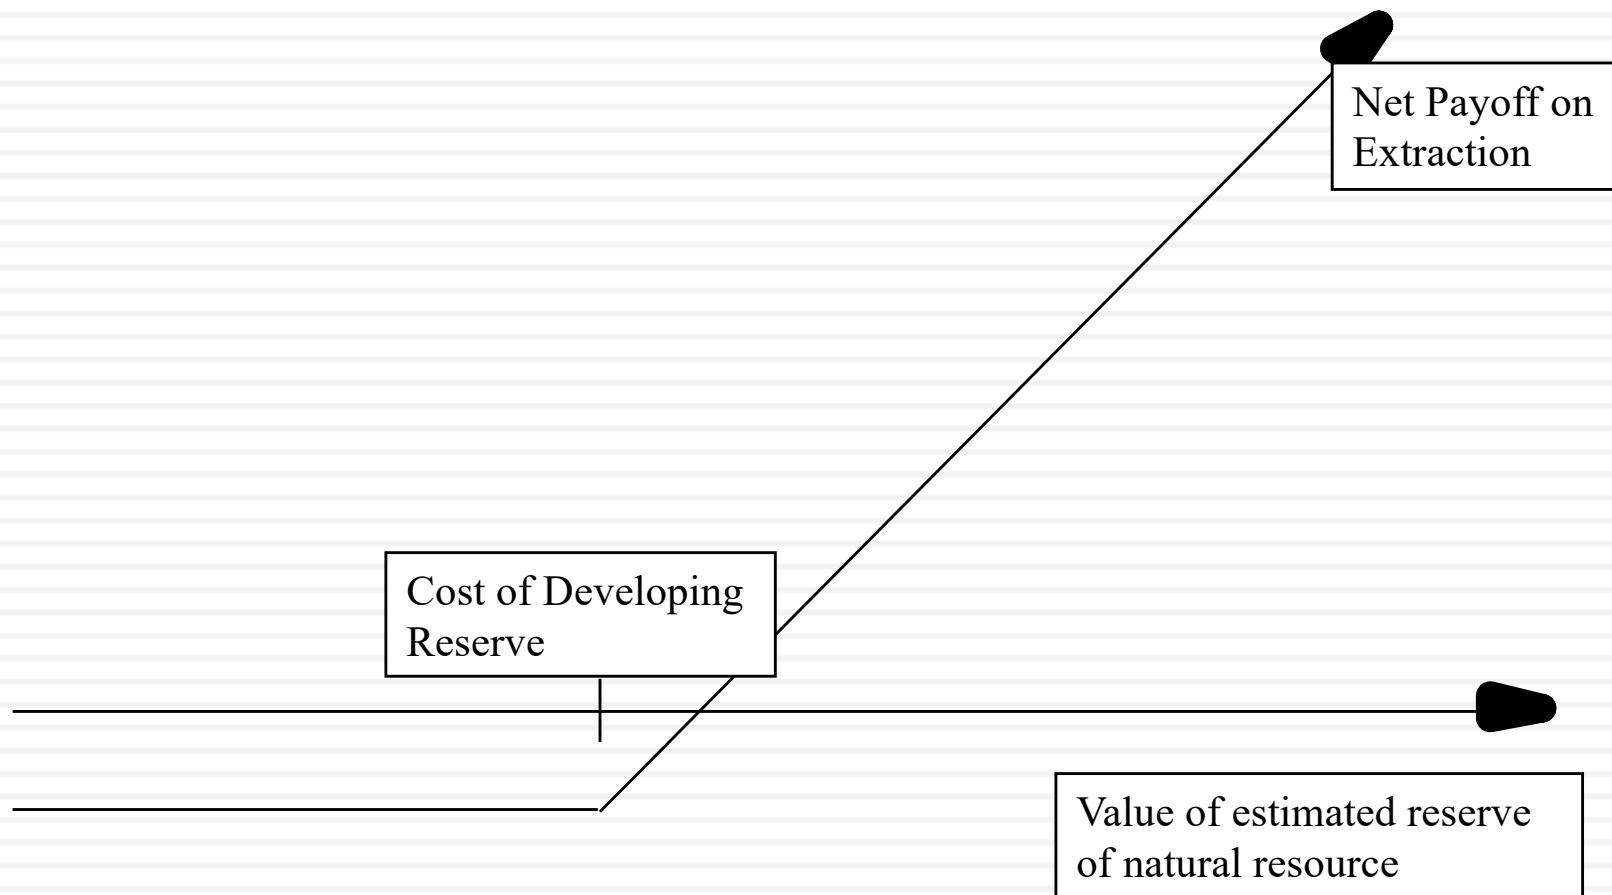 Net Payoff on
Extraction
Cost of Developing
Reserve
Value of estimated reserve
of natural resource